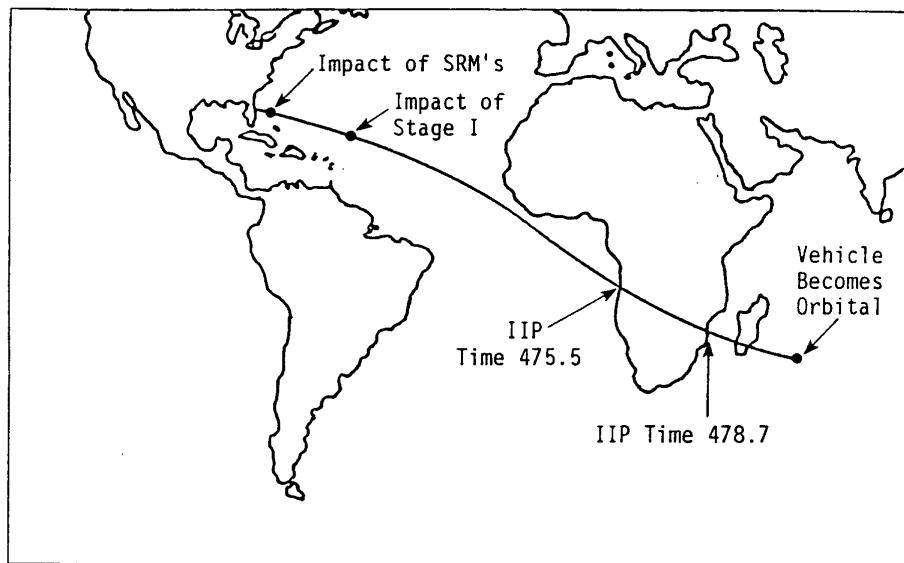 Impact of SRM's
Impact of
Stage I
Vehicle
Becomes
Orbital
IIP
Time 475.5
IIP Time 478.7